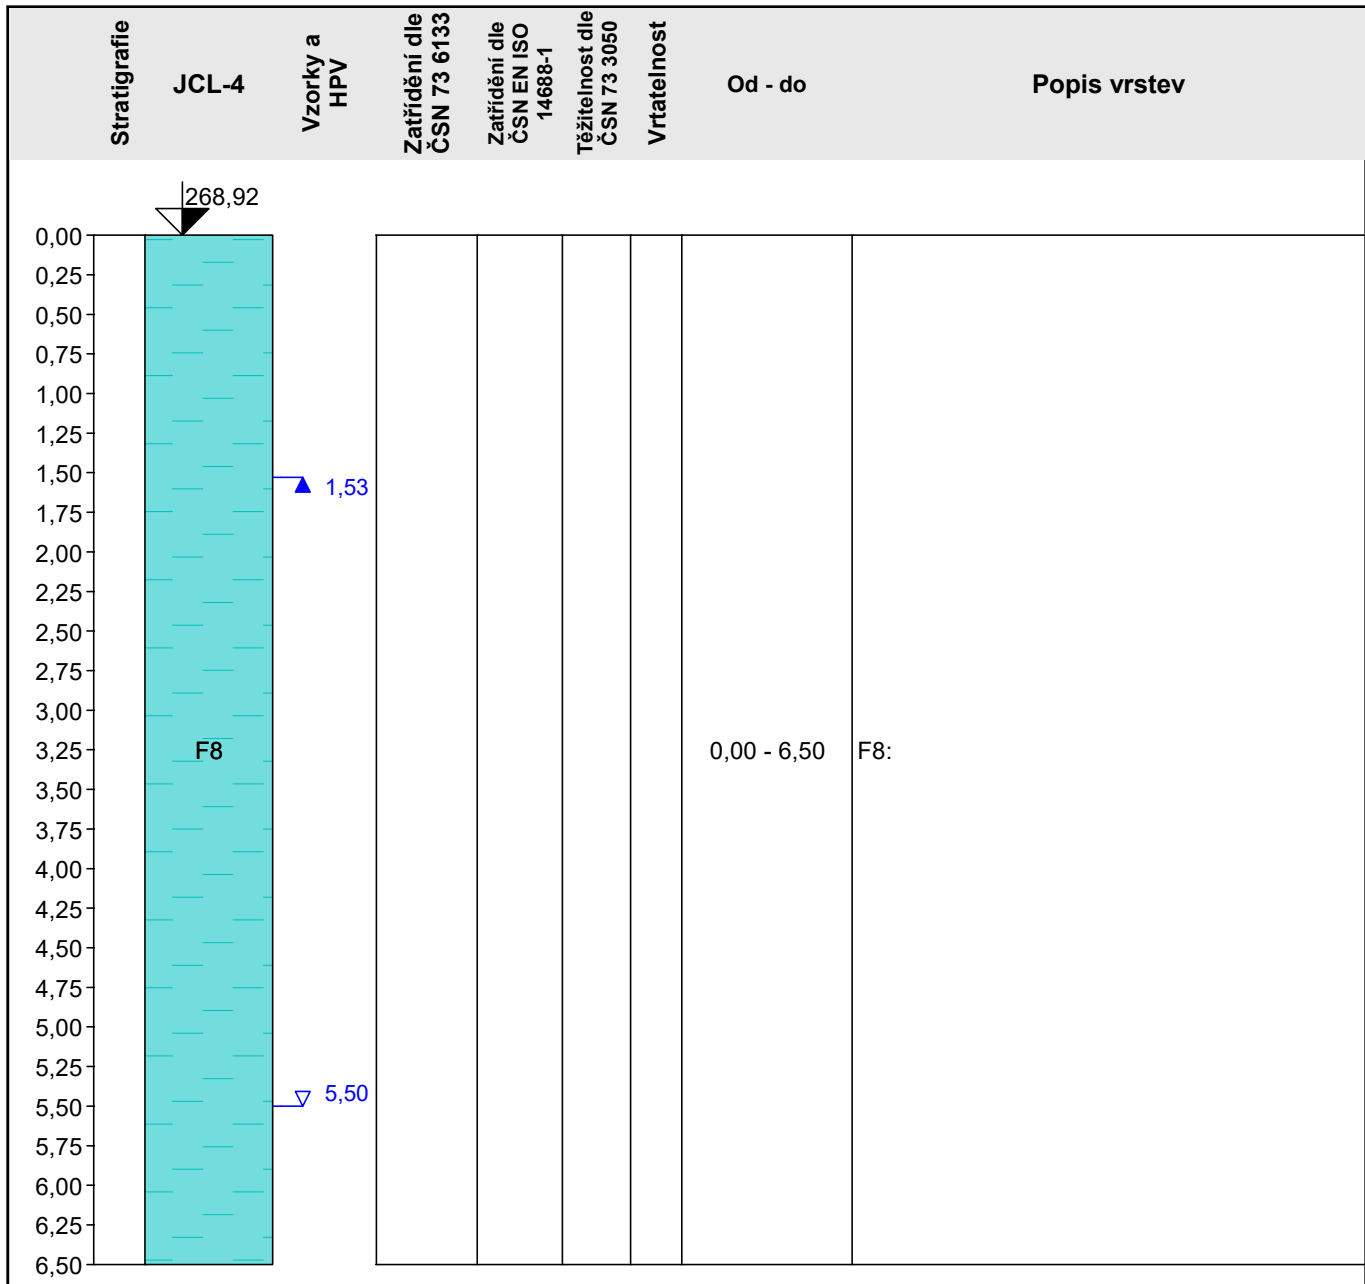 Stratigrafie
JCL-4
Vzorky a
HPV
Zatřídění dle
ČSN 73 6133
Zatřídění dle
ČSN EN ISO
14688-1
Těžitelnost dle
ČSN 73 3050
Vrtatelnost
Od - do
Popis vrstev
268,92
0,00
0,25
0,50
0,75
1,00
1,25
1,50
1,53
1,75
2,00
2,25
2,50
2,75
3,00
3,25
F8
0,00 - 6,50
F8:
3,50
3,75
4,00
4,25
4,50
4,75
5,00
5,25
5,50
5,50
5,75
6,00
6,25
6,50